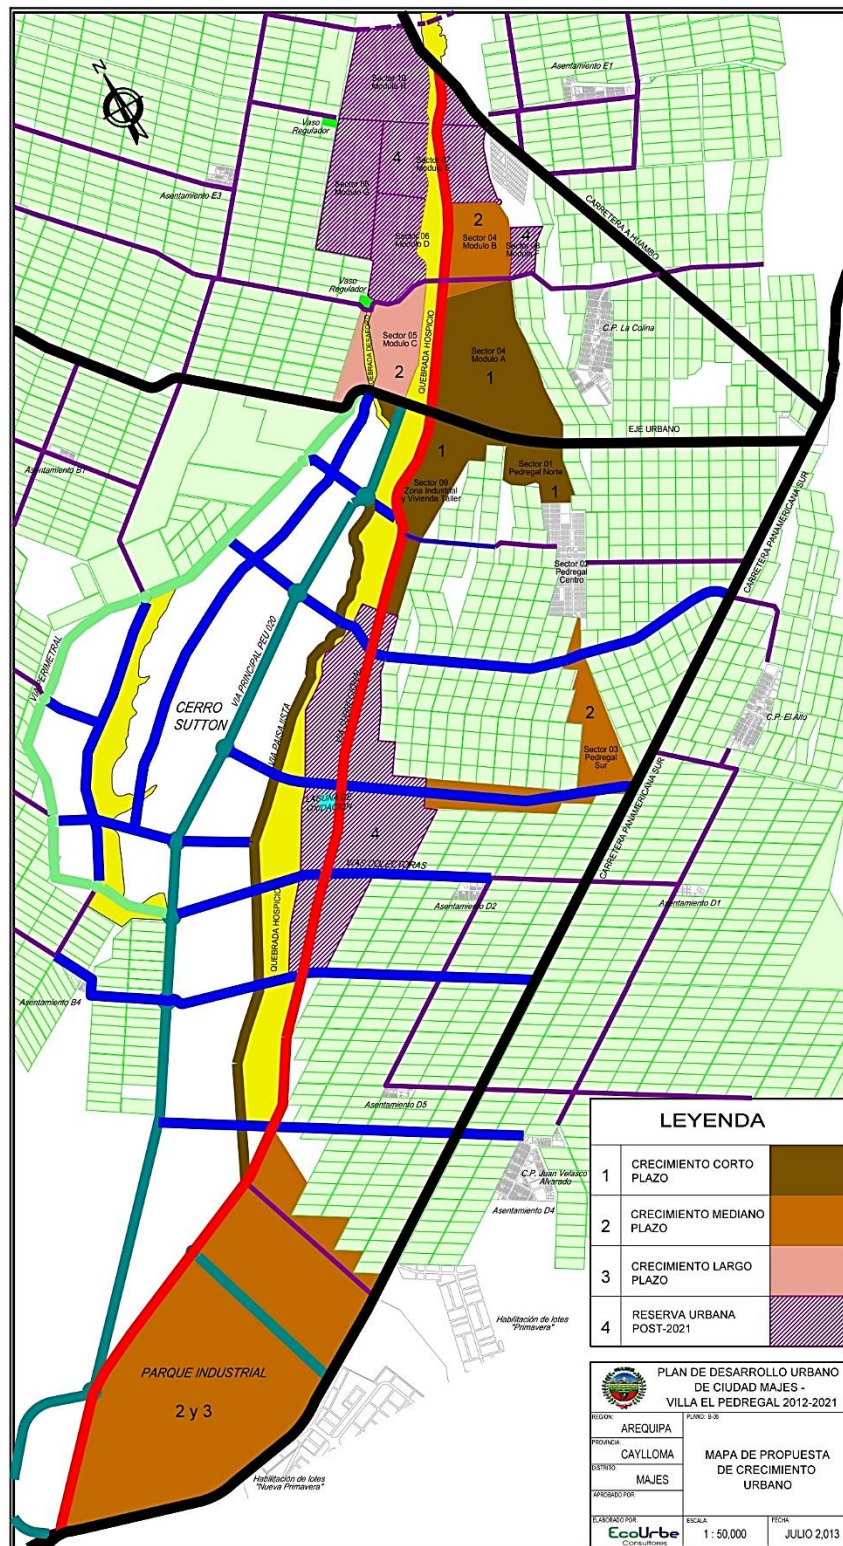 Sector 10
Modulo R
Asentamiento E1
N
Vaso
Regulador
4
Sector 07
Modulo E
Asentamiento E3
Modulo G
2
Sector 04
Modulo B
4
CARRETERA A HUAMBO
Sector 06
Modulo D
Vaso
Regulador
C.P. La Colina
Sector 05
Modulo C
2
QUEBRADA HOSPICIO
Sector 04
Modulo A
1
EJE URBANO
Asentamiento B1
1
Sector 09
Zona Industrial
y Vivienda Taller
Sector 01
Pedregal Norte
1
Sector 02
Pedregal
Centro
CARRETERA PANAMERICANA SUR
VIA PERIMETRAL
VIA PRINCIPAL PEU 020
CERRO
SUTTON
VIA PAISAJISTA
2
C.P. El Alto
Sector 03
Pedregal
Sur
CARRETERA PANAMERICANA SUR
4
VIAS COLECTORAS
Asentamiento D2
Asentamiento D1
QUEBRADA HOSPICIO
Asentamiento B4
Asentamiento D5
C.P. Juan Velasco
Alvarado
Asentamiento D4
Habilitación de lotes
"Primavera"
PARQUE INDUSTRIAL
2 y 3
Habilitación de lotes
"Nueva Primavera"
LEYENDA
1 CRECIMIENTO CORTO
PLAZO
2 CRECIMIENTO MEDIANO
PLAZO
3 CRECIMIENTO LARGO
PLAZO
4 RESERVA URBANA
POST-2021
PLAN DE DESARROLLO URBANO
DE CIUDAD MAJES -
VILLA EL PEDREGAL 2012-2021
REGION:
AREQUIPA
PROVINCIA:
CAYLLOMA
DISTRITO:
MAJES
APROBADO POR:
MAPA DE PROPUESTA
DE CRECIMIENTO
URBANO
ELABORADO POR:
EcoUrbe
Consultores
ESCALA:
1 : 50,000
FECHA:
JULIO 2,013